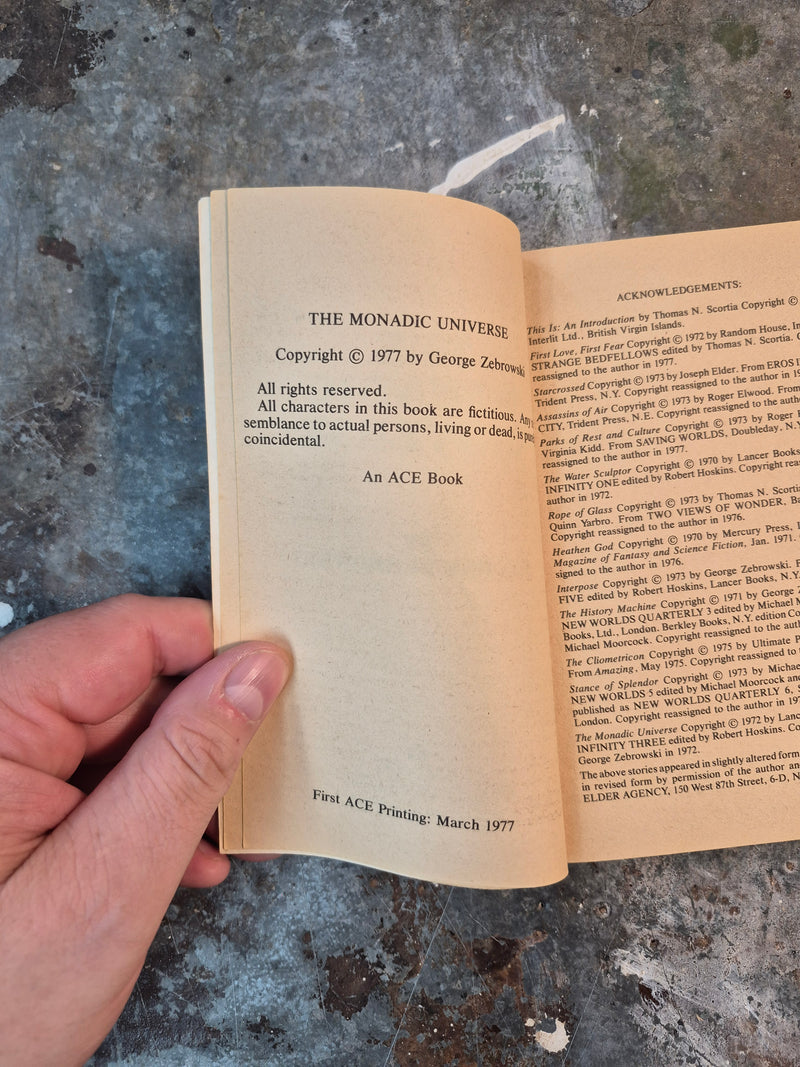 THE MONADIC UNIVERSE
Copyright © 1977 by George Zebrowski
All rights reserved.
All characters in this book are fictitious. Any
semblance to actual persons, living or dead, is
coincidental.
An ACE Book
First ACE Printing: March 1977
ACKNOWLEDGEMENTS:
This Is: An Introduction by Thomas N. Scortia Copyright ©
Interlit Ltd., British Virgin Islands.
First Love, First Fear Copyright © 1972 by Random House,
STRANGE BEDFELLOWS edited by Thomas N. Scortia.
reassigned to the author in 1977.
Starcrossed Copyright © 1973 by Joseph Elder. From EROS
Trident Press, N.Y. Copyright reassigned to the author in
Assassins of Air Copyright © 1973 by Roger Elwood. From
CITY, Trident Press, N.E. Copyright reassigned to the
Parks of Rest and Culture Copyright © 1973 by Roger
Virginia Kidd. From SAVING WORLDS, Doubleday,
reassigned to the author in 1977.
The Water Sculptor Copyright © 1970 by Lancer Books
INFINITY ONE edited by Robert Hoskins. Copyright
author in 1972.
Rope of Glass Copyright © 1973 by Thomas N.
Quinn Yarbro. From TWO VIEWS OF WONDER,
Copyright reassigned to the author in 1976.
Heathen God Copyright © 1970 by Mercury Press,
Magazine of Fantasy and Science Fiction, Jan. 1971.
signed to the author in 1976.
Interpose Copyright © 1973 by George Zebrowski.
FIVE edited by Robert Hoskins, Lancer Books, N.Y.
The History Machine Copyright © 1971 by George
NEW WORLDS QUARTERLY 3 edited by Michael
Books, Ltd., London. Berkley Books, N.Y. edition
Michael Moorcock. Copyright reassigned to the
The Cliometricon Copyright © 1975 by Ultimate
From Amazing, May 1975. Copyright reassigned to
Stance of Splendor Copyright © 1973 by
NEW WORLDS 5 edited by Michael Moorcock and
published as NEW WORLDS QUARTERLY 6,
London. Copyright reassigned to the author in
The Monadic Universe Copyright © 1972 by
INFINITY THREE edited by Robert Hoskins.
George Zebrowski in 1972.
The above stories appeared in slightly altered form
in revised form by permission of the author
ELDER AGENCY, 150 West 87th Street, 6-D,